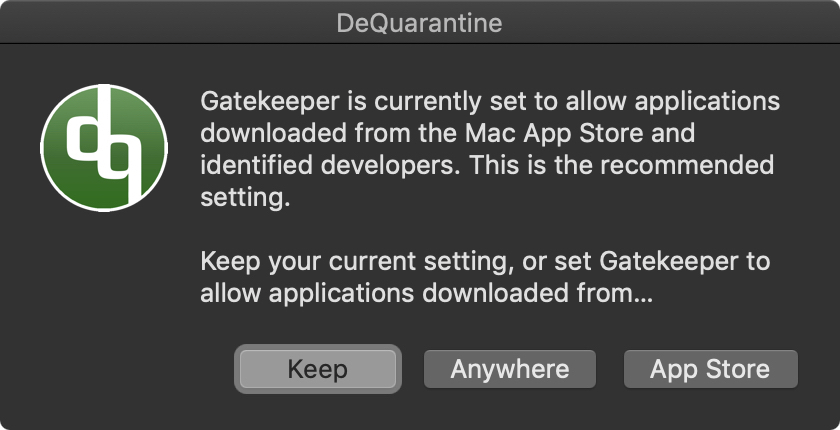 DeQuarantine
dq
Gatekeeper is currently set to allow applications
downloaded from the Mac App Store and
identified developers. This is the recommended
setting.
Keep your current setting, or set Gatekeeper to
allow applications downloaded from...
Keep
Anywhere
App Store